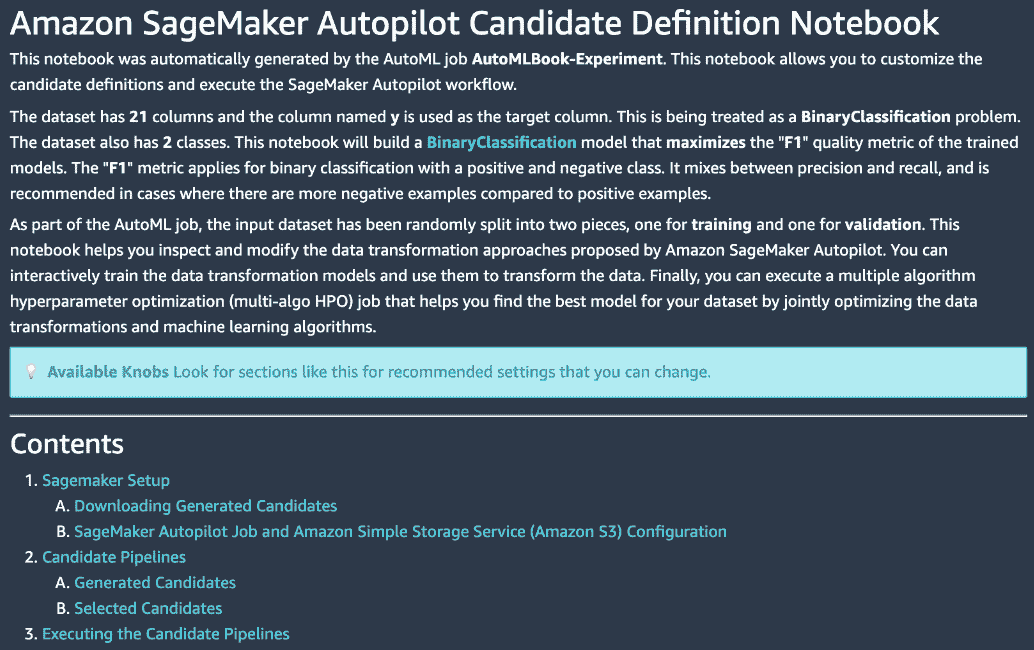 Amazon SageMaker Autopilot Candidate Definition Notebook
This notebook was automatically generated by the AutoML job AutoMLBook-Experiment. This notebook allows you to customize the
candidate definitions and execute the SageMaker Autopilot workflow.
The dataset has 21 columns and the column named y is used as the target column. This is being treated as a BinaryClassification problem.
The dataset also has 2 classes. This notebook will build a BinaryClassification model that maximizes the "F1" quality metric of the trained
models. The "F1" metric applies for binary classification with a positive and negative class. It mixes between precision and recall, and is
recommended in cases where there are more negative examples compared to positive examples.
As part of the AutoML job, the input dataset has been randomly split into two pieces, one for training and one for validation. This
notebook helps you inspect and modify the data transformation approaches proposed by Amazon SageMaker Autopilot. You can
interactively train the data transformation models and use them to transform the data. Finally, you can execute a multiple algorithm
hyperparameter optimization (multi-algo HPO) job that helps you find the best model for your dataset by jointly optimizing the data
transformations and machine learning algorithms.
Available Knobs Look for sections like this for recommended settings that you can change.
Contents
1. Sagemaker Setup
A. Downloading Generated Candidates
B. SageMaker Autopilot Job and Amazon Simple Storage Service (Amazon S3) Configuration
2. Candidate Pipelines
A. Generated Candidates
B. Selected Candidates
3. Executing the Candidate Pipelines